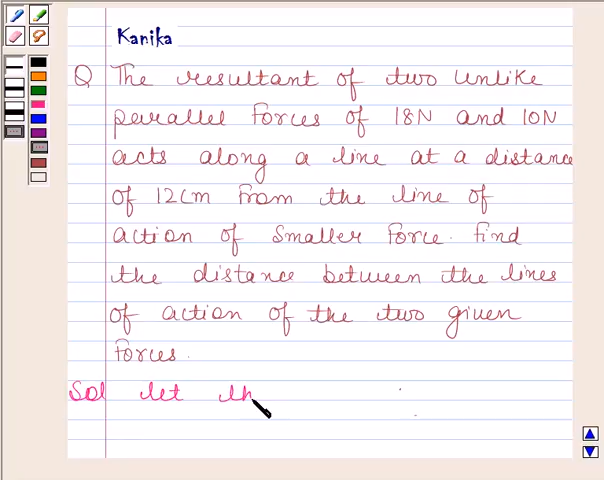 Kanika
Q The resultant of two unlike
parallel forces of 18N and 10N
acts along a line at a distance
of 12cm from the line of
action of smaller force. Find
the distance between the lines
of action of the two given
forces.
Sol let th